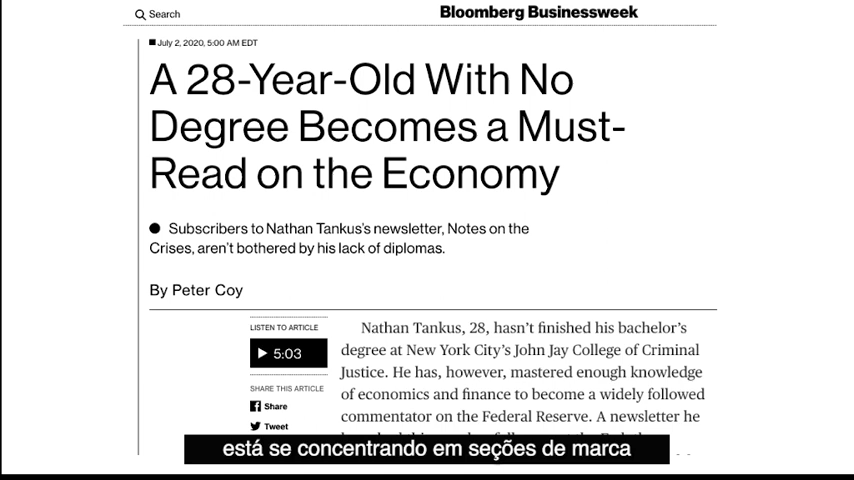 Search
Bloomberg Businessweek
July 2, 2020, 5:00 AM EDT
A 28-Year-Old With No
Degree Becomes a Must-
Read on the Economy
Subscribers to Nathan Tankus's newsletter, Notes on the
Crises, aren't bothered by his lack of diplomas.
By Peter Coy
LISTEN TO ARTICLE
5:03
SHARE THIS ARTICLE
Share
Tweet
Nathan Tankus, 28, hasn't finished his bachelor's
degree at New York City's John Jay College of Criminal
Justice. He has, however, mastered enough knowledge
of economics and finance to become a widely followed
commentator on the Federal Reserve. A newsletter he
está se concentrando em seções de marca